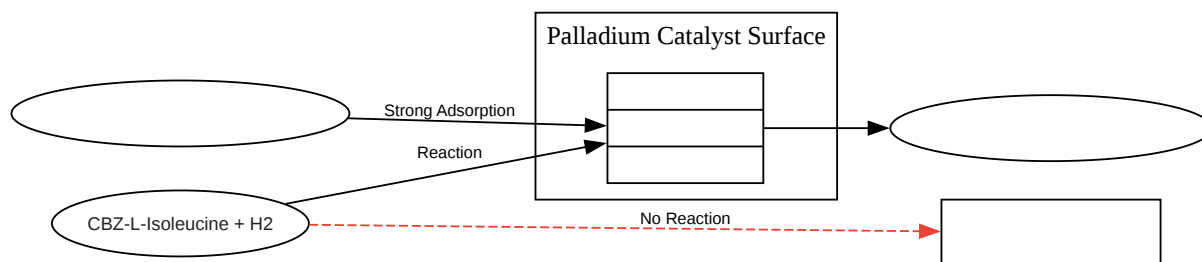 Palladium Catalyst Surface
Strong Adsorption
Reaction
CBZ-L-Isoleucine + H2
No Reaction